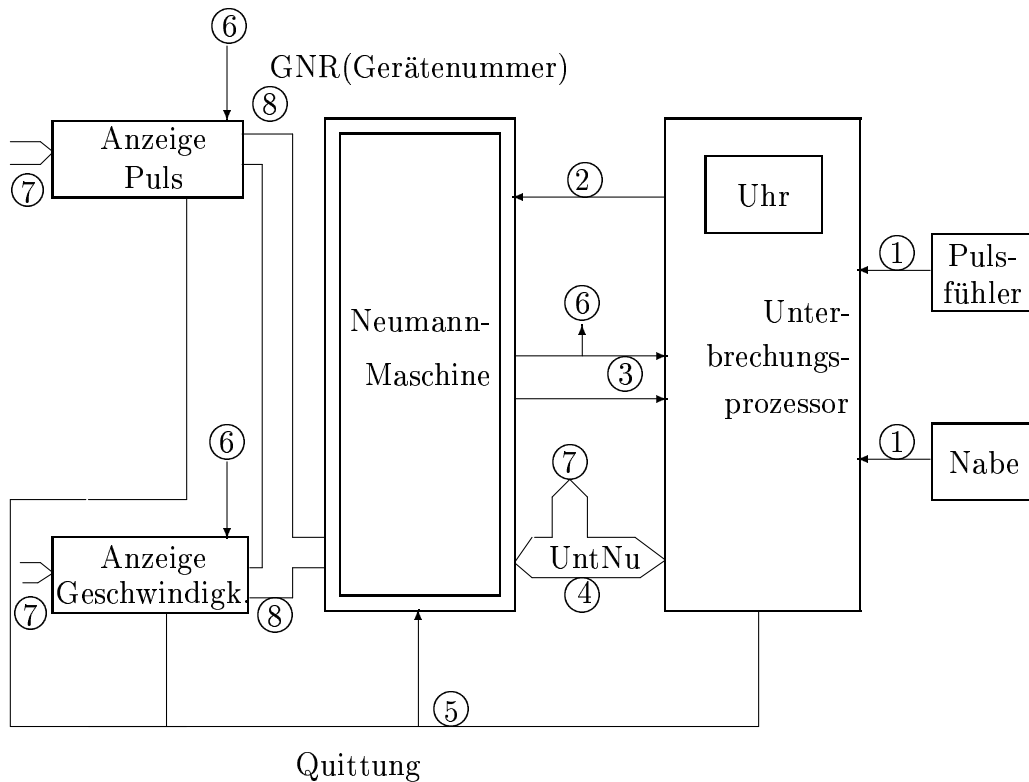 6
GNR(Gerätenummer)
8
Anzeige
Puls
7
2
Uhr
1
Puls-
fühler
6
Neumann-
Maschine
3
Unter-
brechungs-
prozessor
6
1
Nabe
7
Anzeige
Geschwindigk.
7
8
UntNu
4
5
Quittung